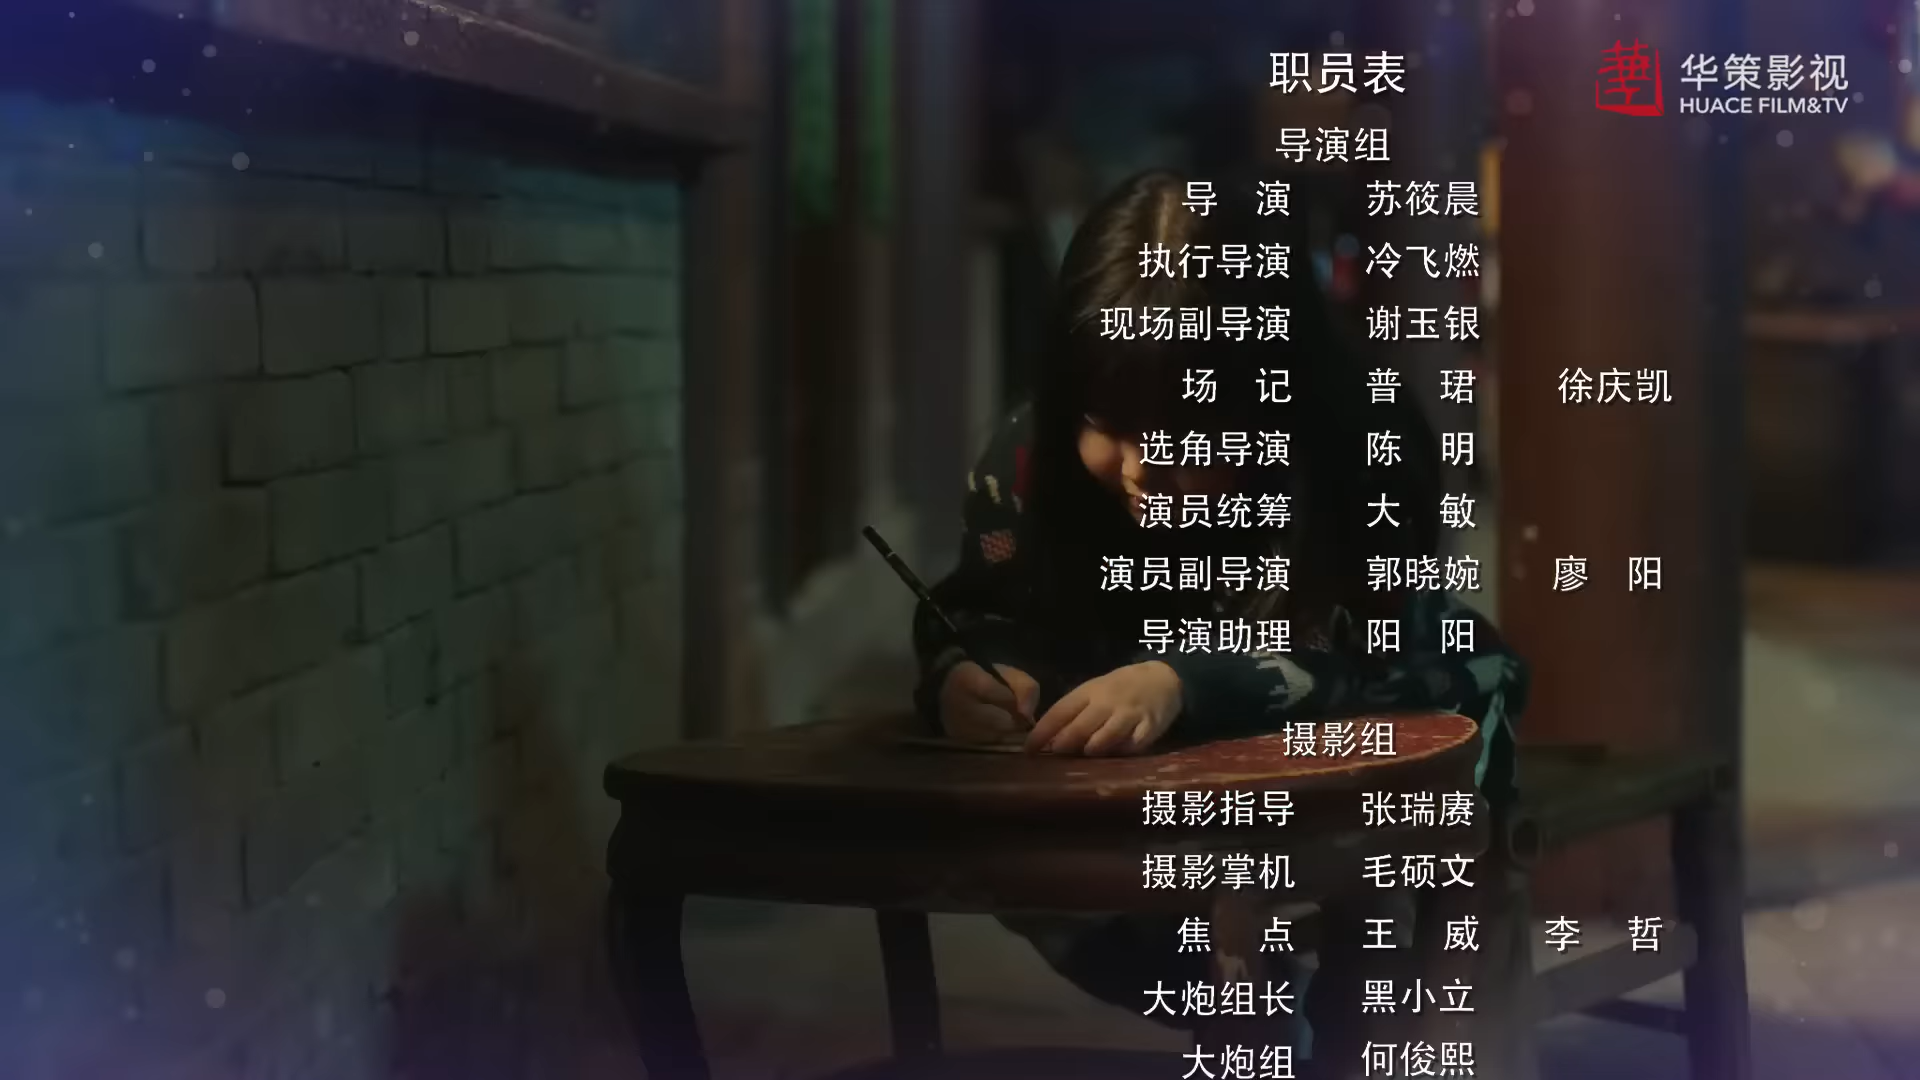 职员表
華 华策影视
HUACE FILM&TV
导演组
导 演 苏筱晨
执行导演 冷飞燃
现场副导演 谢玉银
场 记 普 珺 徐庆凯
选角导演 陈 明
演员统筹 大 敏
演员副导演 郭晓婉 廖 阳
导演助理 阳 阳
摄影组
摄影指导 张瑞赓
摄影掌机 毛硕文
焦 点 王 威 李 哲
大炮组长 黑小立
大炮组 何俊熙